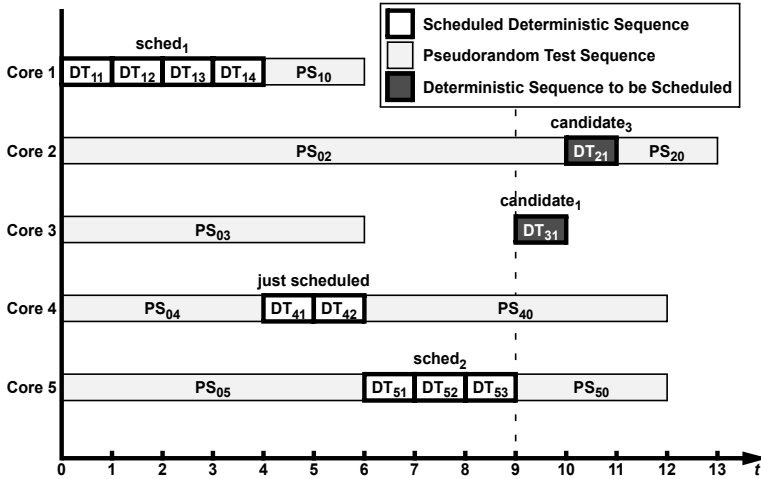 Scheduled Deterministic Sequence
Pseudorandom Test Sequence
Deterministic Sequence to be Scheduled
sched₁
Core 1 DT₁₁ DT₁₂ DT₁₃ DT₁₄ PS₁₀
candidate₃
Core 2 PS₀₂ DT₂₁ PS₂₀
candidate₁
Core 3 PS₀₃ DT₃₁
just scheduled
Core 4 PS₀₄ DT₄₁ DT₄₂ PS₄₀
sched₂
Core 5 PS₀₅ DT₅₁ DT₅₂ DT₅₃ PS₅₀
0 1 2 3 4 5 6 7 8 9 10 11 12 13 t